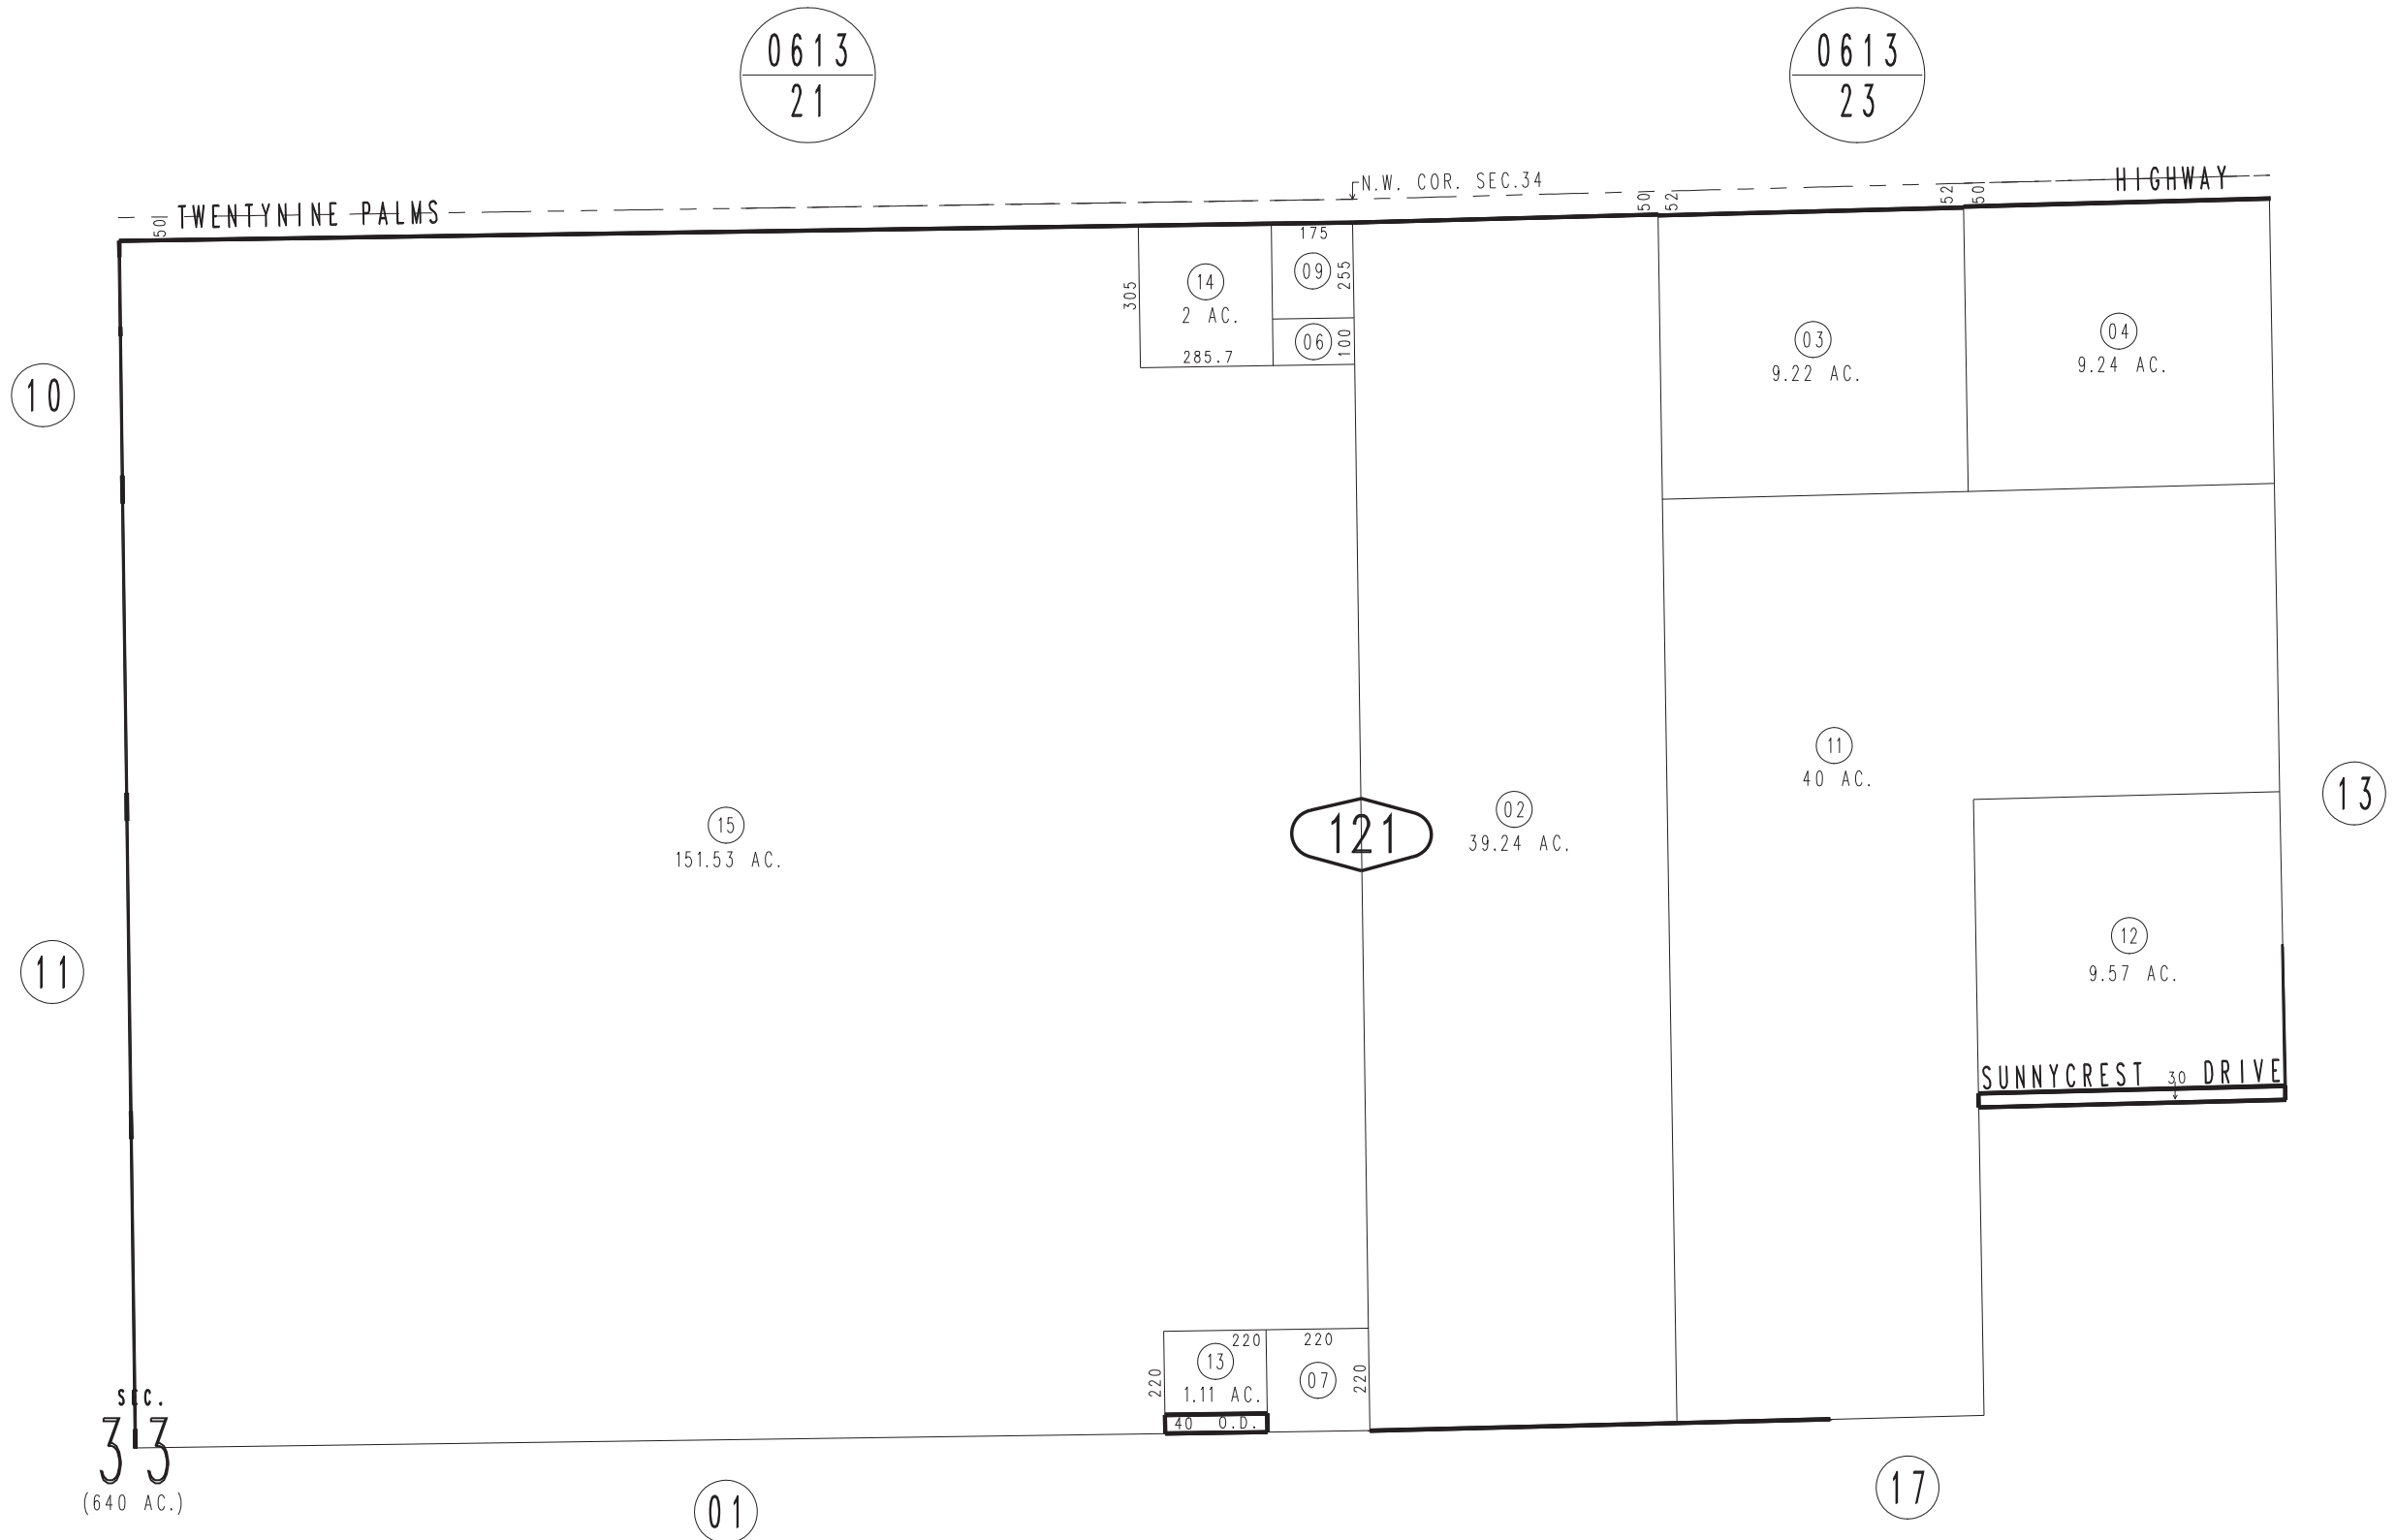 0613
21
0613
23
N.W. COR. SEC.34
TWENTYNINE PALMS
HIGHWAY
50
50
52
52
50
175
09
255
14
2 AC.
305
285.7
06
100
03
9.22 AC.
04
9.24 AC.
10
11
40 AC.
13
15
151.53 AC.
121
02
39.24 AC.
12
9.57 AC.
11
SUNNYCREST 30 DRIVE
220
220
13
1.11 AC.
220
07
220
40 O.D.
SEC.
33
(640 AC.)
01
17